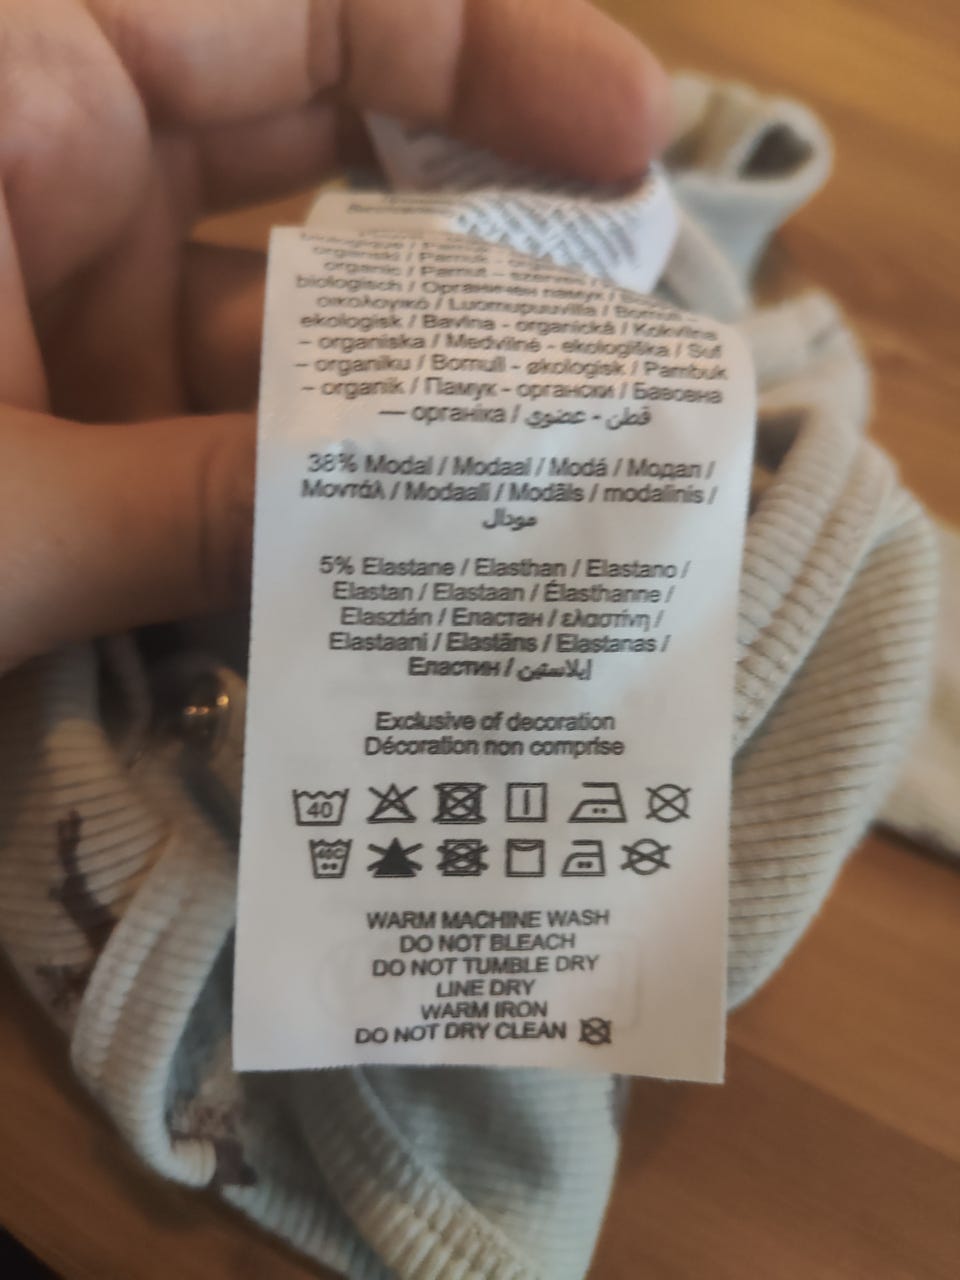 organic / Pamut – szerves /
biologisch / Органичен памук /
οικολογικό / Luomupuuvilla / Bomull -
ekologisk / Bavlna - organická / Kokvilna
– organiska / Medvilnė - ekologiška / Suf
– organiku / Bomull - økologisk / Pambuk
– organik / Памук - органски / Бавовна
— органіка / قطن - عضوي
38% Modal / Modaal / Modá / Модал /
Μοντάλ / Modaali / Modāls / modalinis /
مودال
5% Elastane / Elasthan / Elastano /
Elastan / Elastaan / Élasthanne /
Elasztán / Еластан / ελαστίνη /
Elastaani / Elastāns / Elastanas /
Еластин / إيلاستين
Exclusive of decoration
Décoration non comprise
40
40C
WARM MACHINE WASH
DO NOT BLEACH
DO NOT TUMBLE DRY
LINE DRY
WARM IRON
DO NOT DRY CLEAN